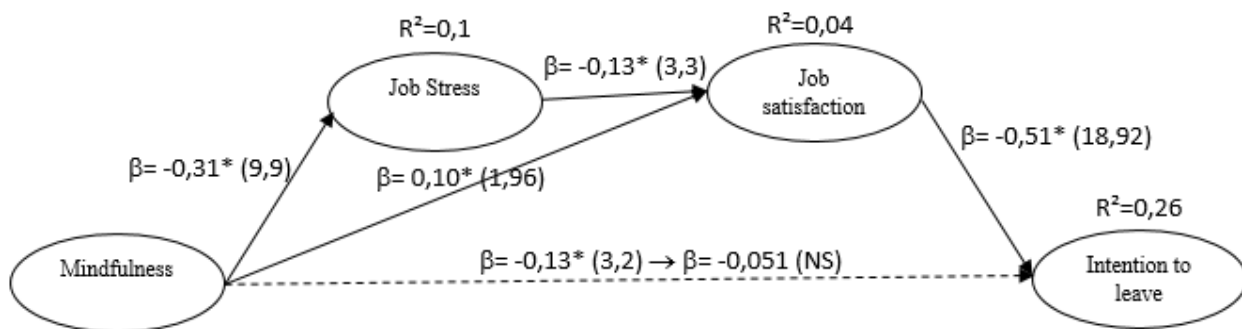 R²=0,1
R²=0,04
Job Stress
β= -0,13* (3,3)
Job
satisfaction
β= -0,31* (9,9)
β= 0,10* (1,96)
β= -0,51* (18,92)
R²=0,26
Mindfulness
β= -0,13* (3,2) → β= -0,051 (NS)
Intention to
leave